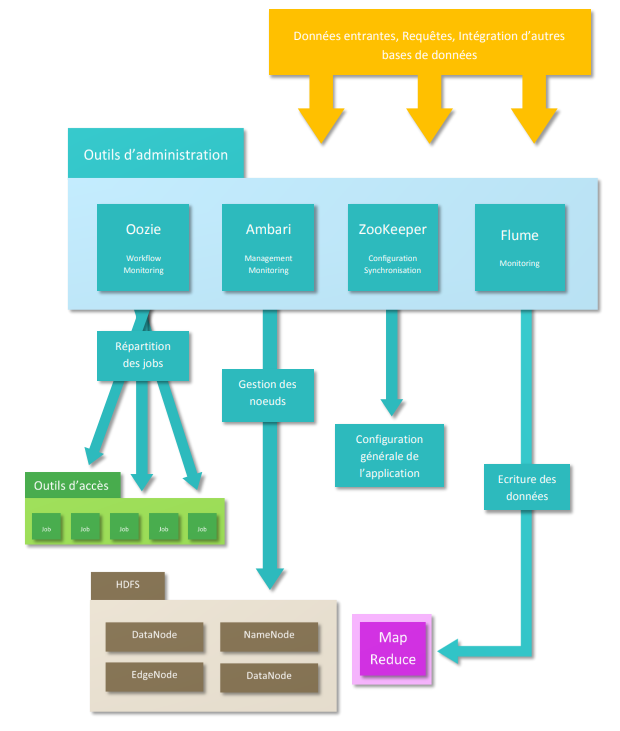 Données entrantes, Requêtes, Intégration d'autres
bases de données
Outils d'administration
Oozie
Workflow
Monitoring
Ambari
Management
Monitoring
ZooKeeper
Configuration
Synchronisation
Flume
Monitoring
Répartition
des jobs
Gestion des
noeuds
Configuration
générale de
l'application
Ecriture des
données
Outils d'accès
Job
Job
Job
Job
Job
HDFS
DataNode
NameNode
EdgeNode
DataNode
Map
Reduce